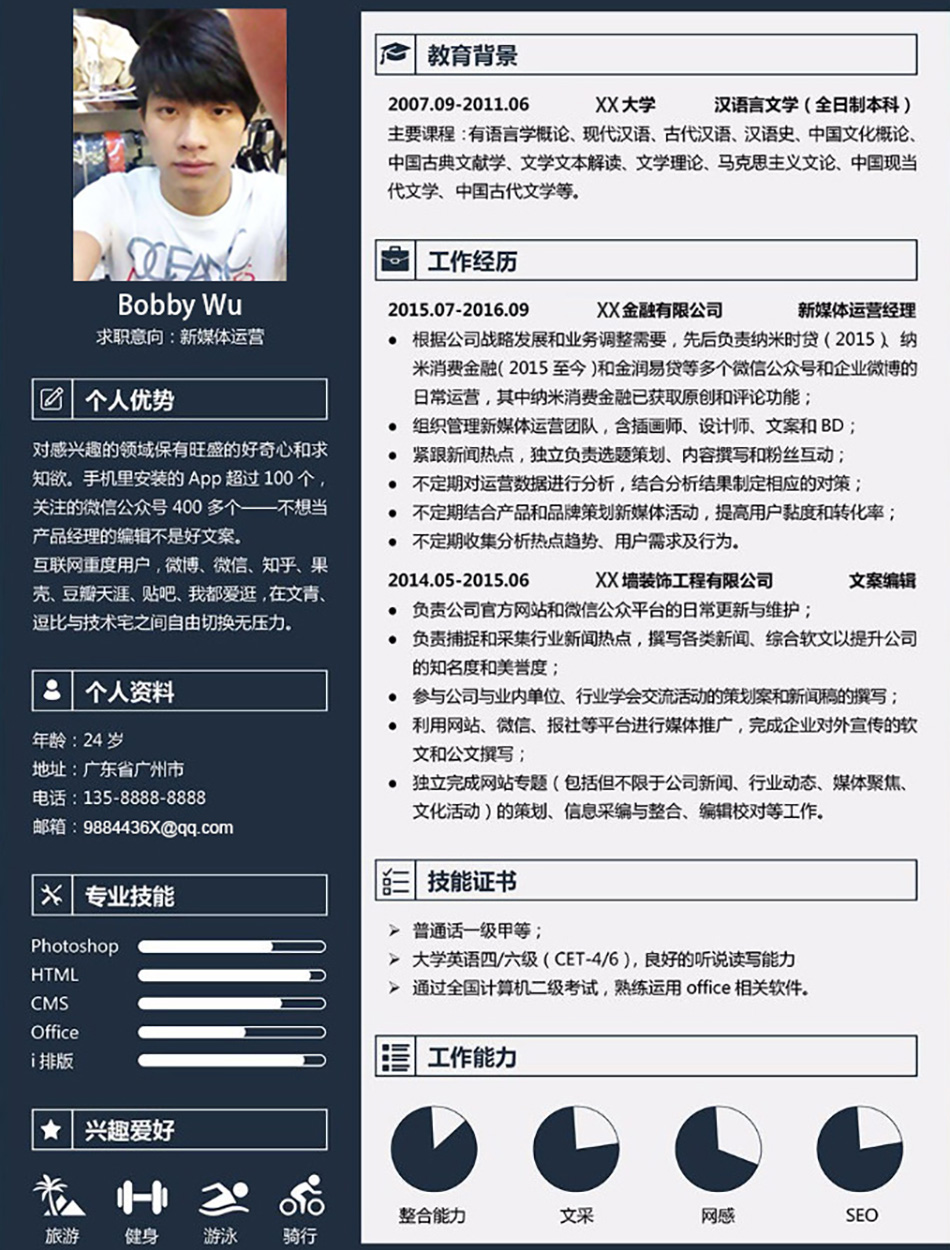 Bobby Wu
求职意向：新媒体运营
个人优势
对感兴趣的领域保有旺盛的好奇心和求
知欲。手机里安装的 App 超过 100 个，
关注的微信公众号 400 多个——不想当
产品经理的编辑不是好文案。
互联网重度用户，微博、微信、知乎、果
壳、豆瓣天涯、贴吧、我都爱逛，在文青、
逗比与技术宅之间自由切换无压力。
个人资料
年龄：24 岁
地址：广东省广州市
电话：135-8888-8888
邮箱：9884436X@qq.com
专业技能
Photoshop
HTML
CMS
Office
i 排版
兴趣爱好
旅游 健身 游泳 骑行
教育背景
2007.09-2011.06 XX 大学 汉语言文学（全日制本科）
主要课程：有语言学概论、现代汉语、古代汉语、汉语史、中国文化概论、
中国古典文献学、文学文本解读、文学理论、马克思主义文论、中国现当
代文学、中国古代文学等。
工作经历
2015.07-2016.09 XX 金融有限公司 新媒体运营经理
● 根据公司战略发展和业务调整需要，先后负责纳米时贷（2015）、纳
米消费金融（2015 至今）和金润易贷等多个微信公众号和企业微博的
日常运营，其中纳米消费金融已获取原创和评论功能；
● 组织管理新媒体运营团队，含插画师、设计师、文案和 BD；
● 紧跟新闻热点，独立负责选题策划、内容撰写和粉丝互动；
● 不定期对运营数据进行分析，结合分析结果制定相应的对策；
● 不定期结合产品和品牌策划新媒体活动，提高用户黏度和转化率；
● 不定期收集分析热点趋势、用户需求及行为。
2014.05-2015.06 XX 墙装饰工程有限公司 文案编辑
● 负责公司官方网站和微信公众平台的日常更新与维护；
● 负责捕捉和采集行业新闻热点，撰写各类新闻、综合软文以提升公司
的知名度和美誉度；
● 参与公司与业内单位、行业学会交流活动的策划案和新闻稿的撰写；
● 利用网站、微信、报社等平台进行媒体推广，完成企业对外宣传的软
文和公文撰写；
● 独立完成网站专题（包括但不限于公司新闻、行业动态、媒体聚焦、
文化活动）的策划、信息采编与整合、编辑校对等工作。
技能证书
➢ 普通话一级甲等；
➢ 大学英语四/六级（CET-4/6），良好的听说读写能力
➢ 通过全国计算机二级考试，熟练运用 office 相关软件。
工作能力
整合能力 文采 网感 SEO